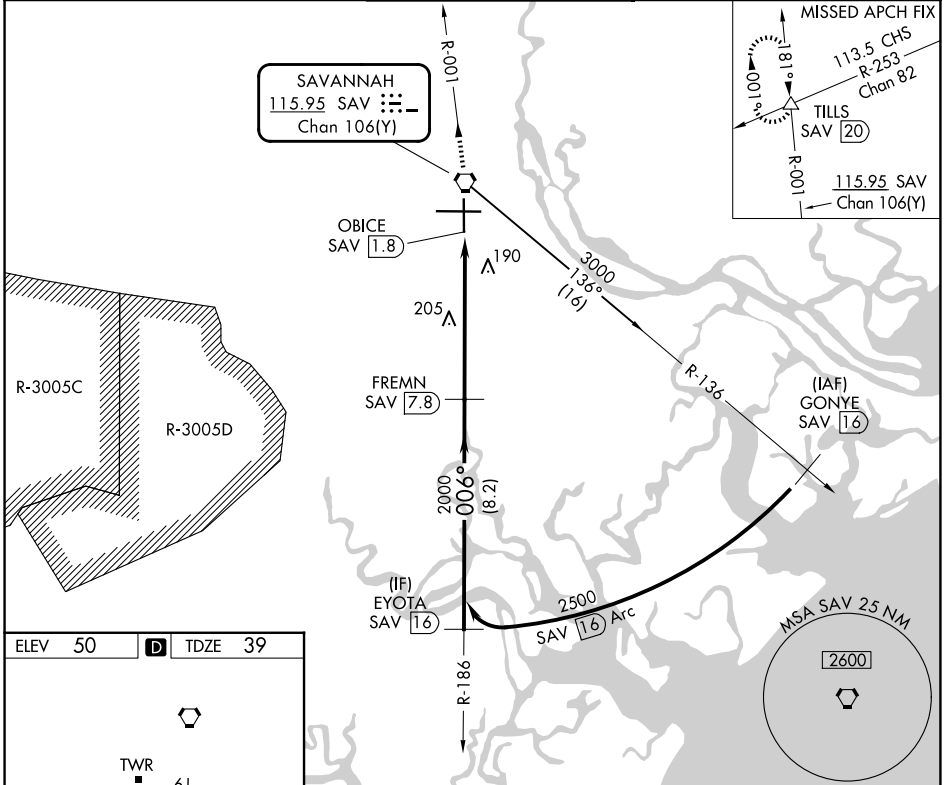 R-001
SAVANNAH
115.95 SAV
Chan 106(Y)
MISSED APCH FIX
181°
001°
113.5 CHS
R-253
Chan 82
TILLS
SAV 20
R-001
115.95 SAV
Chan 106(Y)
OBICE
SAV 1.8
190
205
3000
136°
(16)
R-3005C
R-3005D
FREMN
SAV 7.8
R-136
(IAF)
GONYE
SAV 16
2000
006°
(8.2)
(IF)
EYOTA
SAV 16
2500
SAV 16 Arc
R-186
MSA SAV 25 NM
2600
ELEV 50 D TDZE 39
TWR